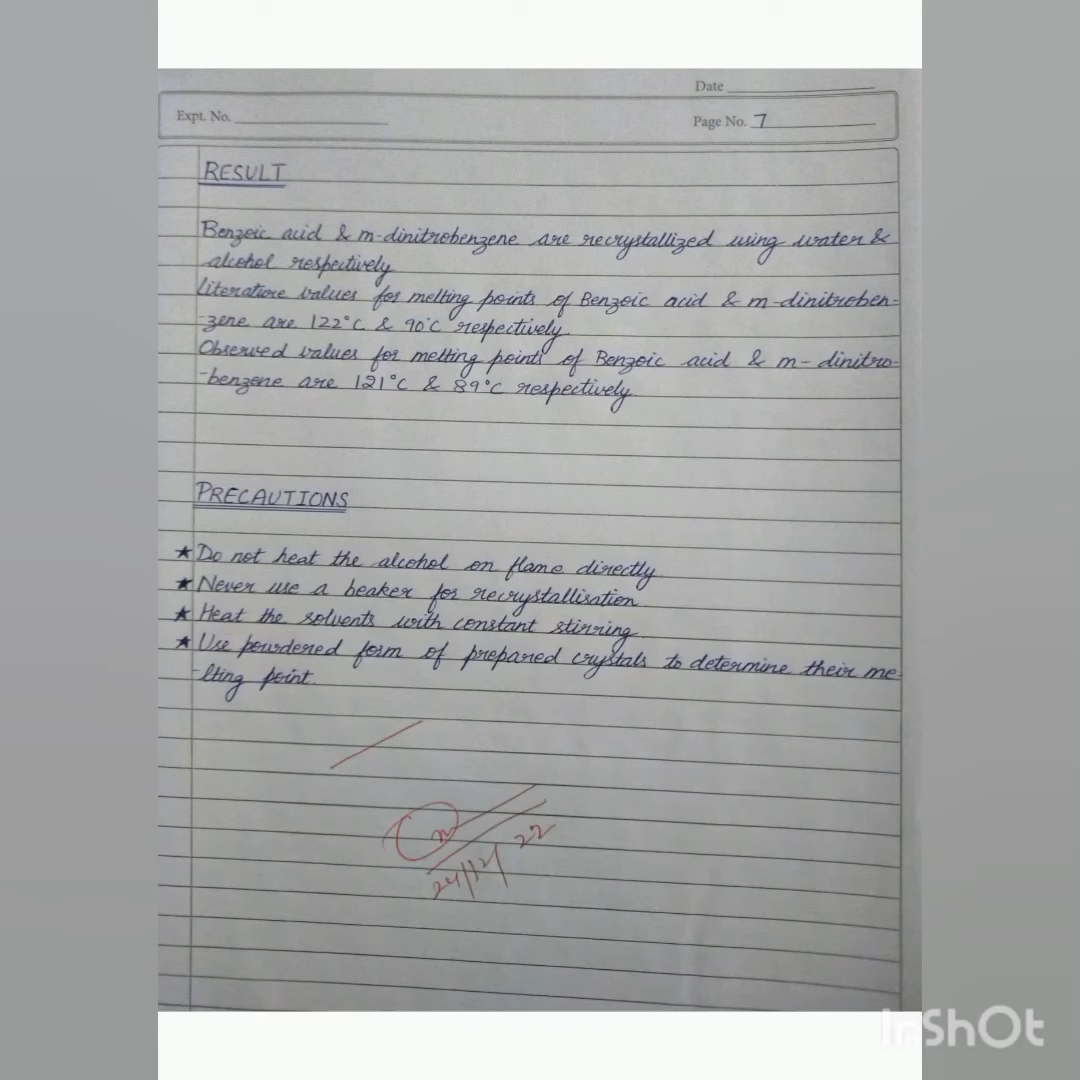 Date
Expt. No.
Page No. 7
RESULT
Benzoic acid & m-dinitrobenzene are recrystallized using water &
alcohol respectively
Literature values for melting points of Benzoic acid & m-dinitroben-
-zene are 122°C & 90°C respectively
Observed values for melting points of Benzoic acid & m-dinitro-
-benzene are 121°C & 89°C respectively
PRECAUTIONS
★ Do not heat the alcohol on flame directly
★ Never use a beaker for recrystallisation
★ Heat the solvents with constant stirring
★ Use powdered form of prepared crystals to determine their me-
-lting point.
24/12/22
InShOt